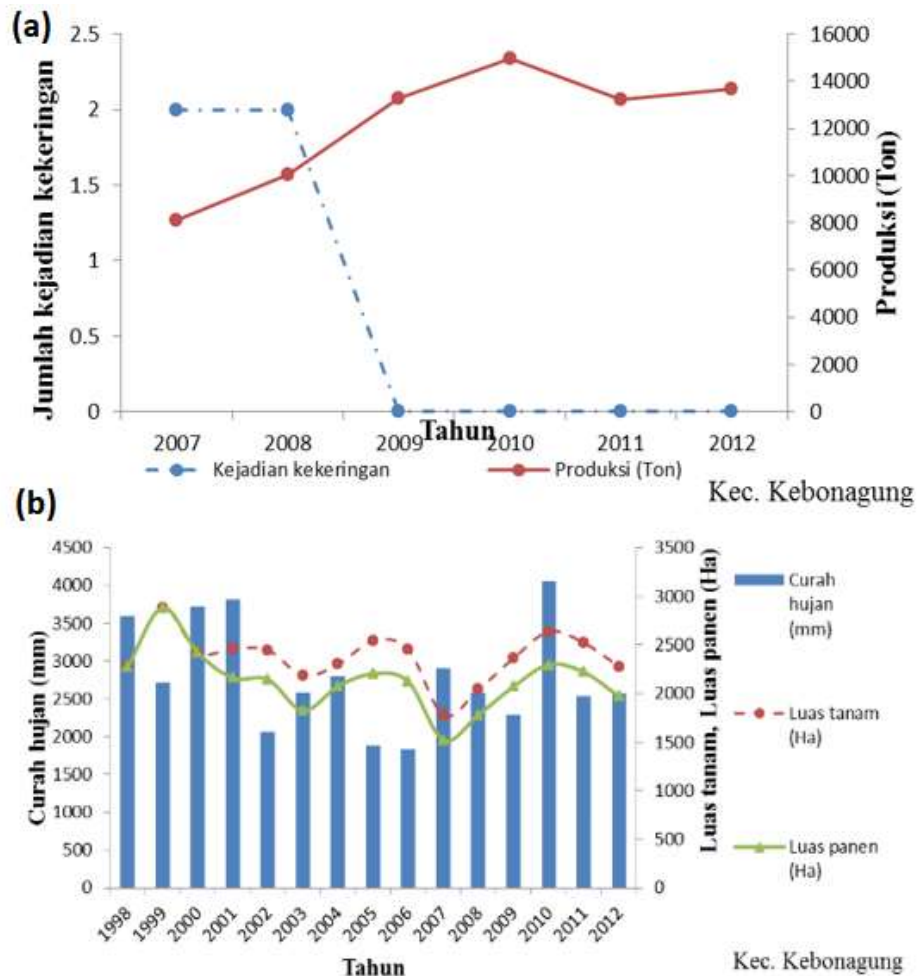 (a)
Jumlah kejadian kekeringan
2.5
2
1.5
1
0.5
0
16000
14000
12000
10000
8000
6000
4000
2000
0
Produksi (Ton)
2007 2008 2009 2010 2011 2012
Tahun
Kejadian kekeringan Produksi (Ton)
Kec. Kebonagung
(b)
Curah hujan (mm)
4500
4000
3500
3000
2500
2000
1500
1000
500
0
3500
3000
2500
2000
1500
1000
500
0
Luas tanam, Luas panen (Ha)
Curah
hujan
(mm)
Luas tanam
(Ha)
Luas panen
(Ha)
1998 1999 2000 2001 2002 2003 2004 2005 2006 2007 2008 2009 2010 2011 2012
Tahun
Kec. Kebonagung